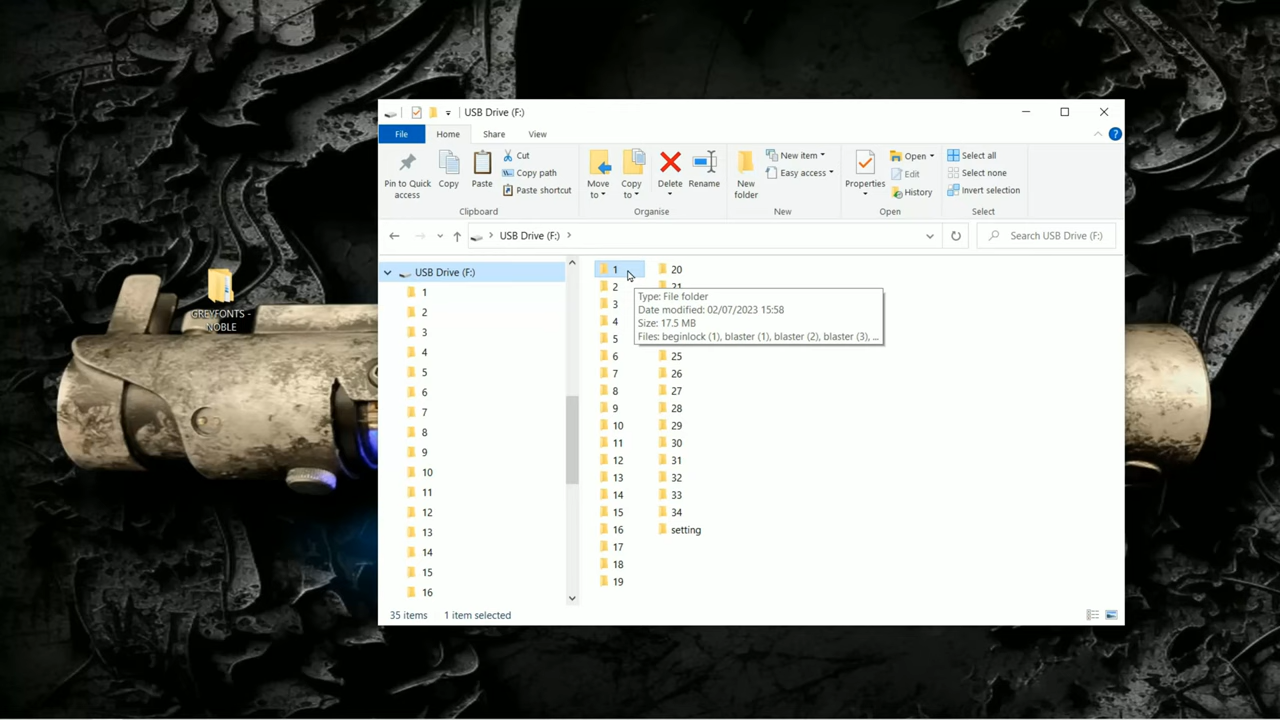 USB Drive (F:)
File Home Share View
Pin to Quick access
Copy
Paste
Cut
Copy path
Paste shortcut
Clipboard
Move to
Copy to
Delete
Rename
Organise
New folder
New item
Easy access
New
Properties
Open
Edit
History
Open
Select all
Select none
Invert selection
Select
USB Drive (F:)
Search USB Drive (F:)
GREYFONTS -
NOBLE
USB Drive (F:)
1
2
3
4
5
6
7
8
9
10
11
12
13
14
15
16
1
2
3
4
5
6
7
8
9
10
11
12
13
14
15
16
17
18
19
20
21
25
26
27
28
29
30
31
32
33
34
setting
Type: File folder
Date modified: 02/07/2023 15:58
Size: 17.5 MB
Files: beginlock (1), blaster (1), blaster (2), blaster (3), ...
35 items 1 item selected